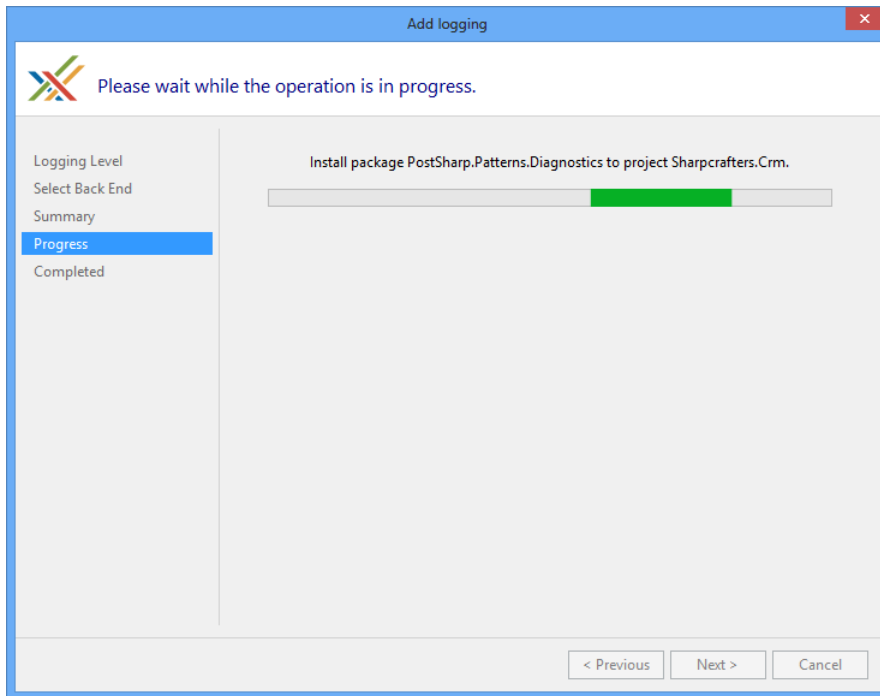 Add logging
Please wait while the operation is in progress.
Logging Level
Select Back End
Summary
Progress
Completed
Install package PostSharp.Patterns.Diagnostics to project Sharpcrafters.Crm.
< Previous
Next >
Cancel